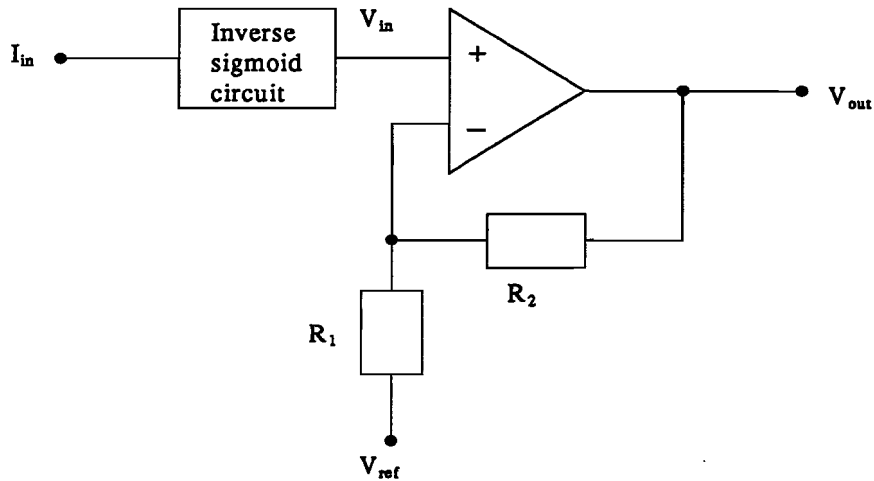 I_in
Inverse
sigmoid
circuit
V_in
+
−
V_out
R_2
R_1
V_ref